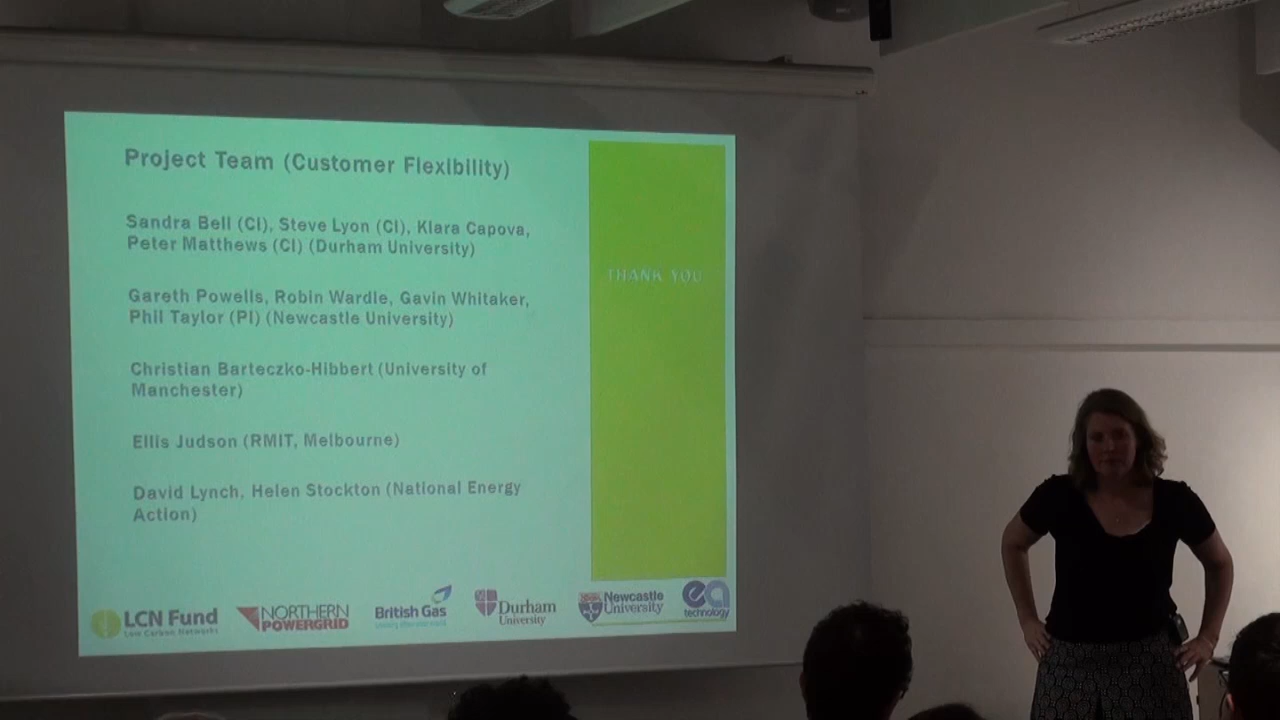 Project Team (Customer Flexibility)
Sandra Bell (CI), Steve Lyon (CI), Klara Capova,
Peter Matthews (CI) (Durham University)
Gareth Powells, Robin Wardle, Gavin Whitaker,
Phil Taylor (PI) (Newcastle University)
Christian Barteczko-Hibbert (University of
Manchester)
Ellis Judson (RMIT, Melbourne)
David Lynch, Helen Stockton (National Energy
Action)
THANK YOU
LCN Fund
Low Carbon Networks
NORTHERN
POWERGRID
British Gas
Durham
University
Newcastle
University
ea
technology